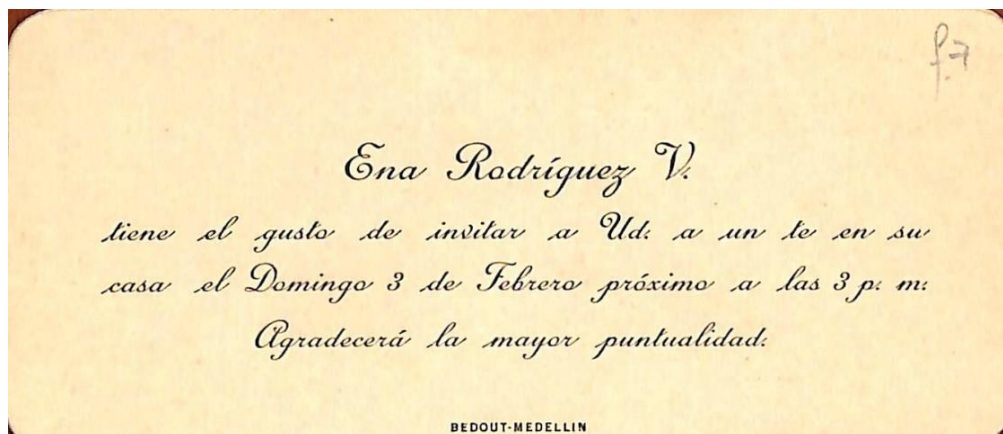 f.7
Ena Rodríguez V.
tiene el gusto de invitar a Ud. a un te en su
casa el Domingo 3 de Febrero próximo a las 3 p. m.
Agradecerá la mayor puntualidad.
BEDOUT-MEDELLIN